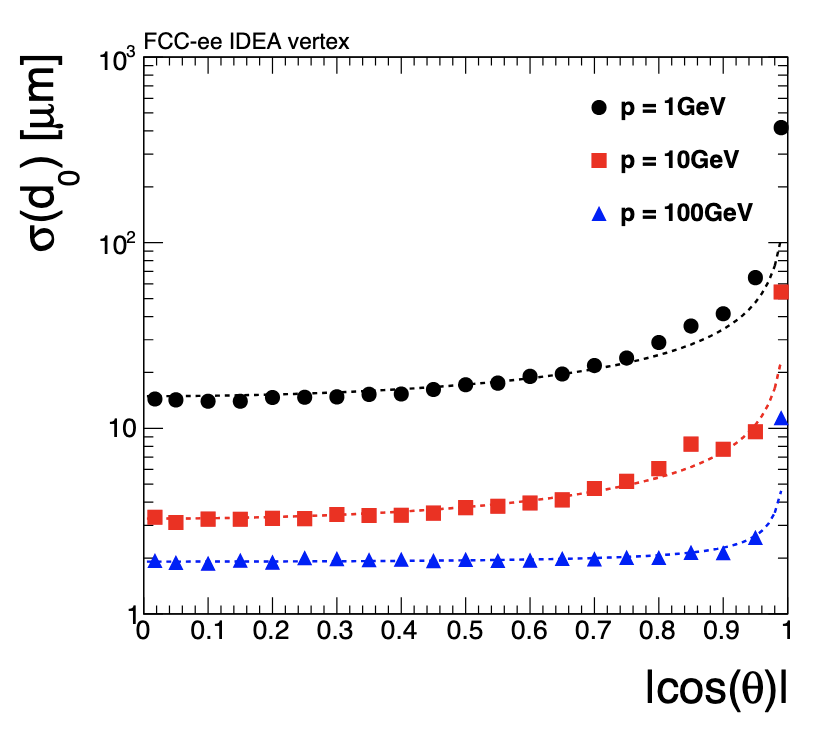 FCC-ee IDEA vertex
σ(d₀) [μm]
10³
10²
10
1
p = 1GeV
p = 10GeV
p = 100GeV
0 0.1 0.2 0.3 0.4 0.5 0.6 0.7 0.8 0.9 1
|cos(θ)|